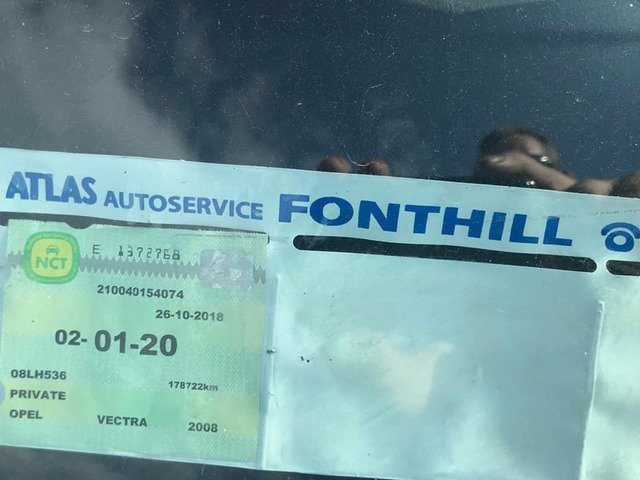 ATLAS AUTOSERVICE FONTHILL
NCT
E 1372768
210040154074
26-10-2018
02-01-20
08LH536
178722km
PRIVATE
OPEL VECTRA 2008